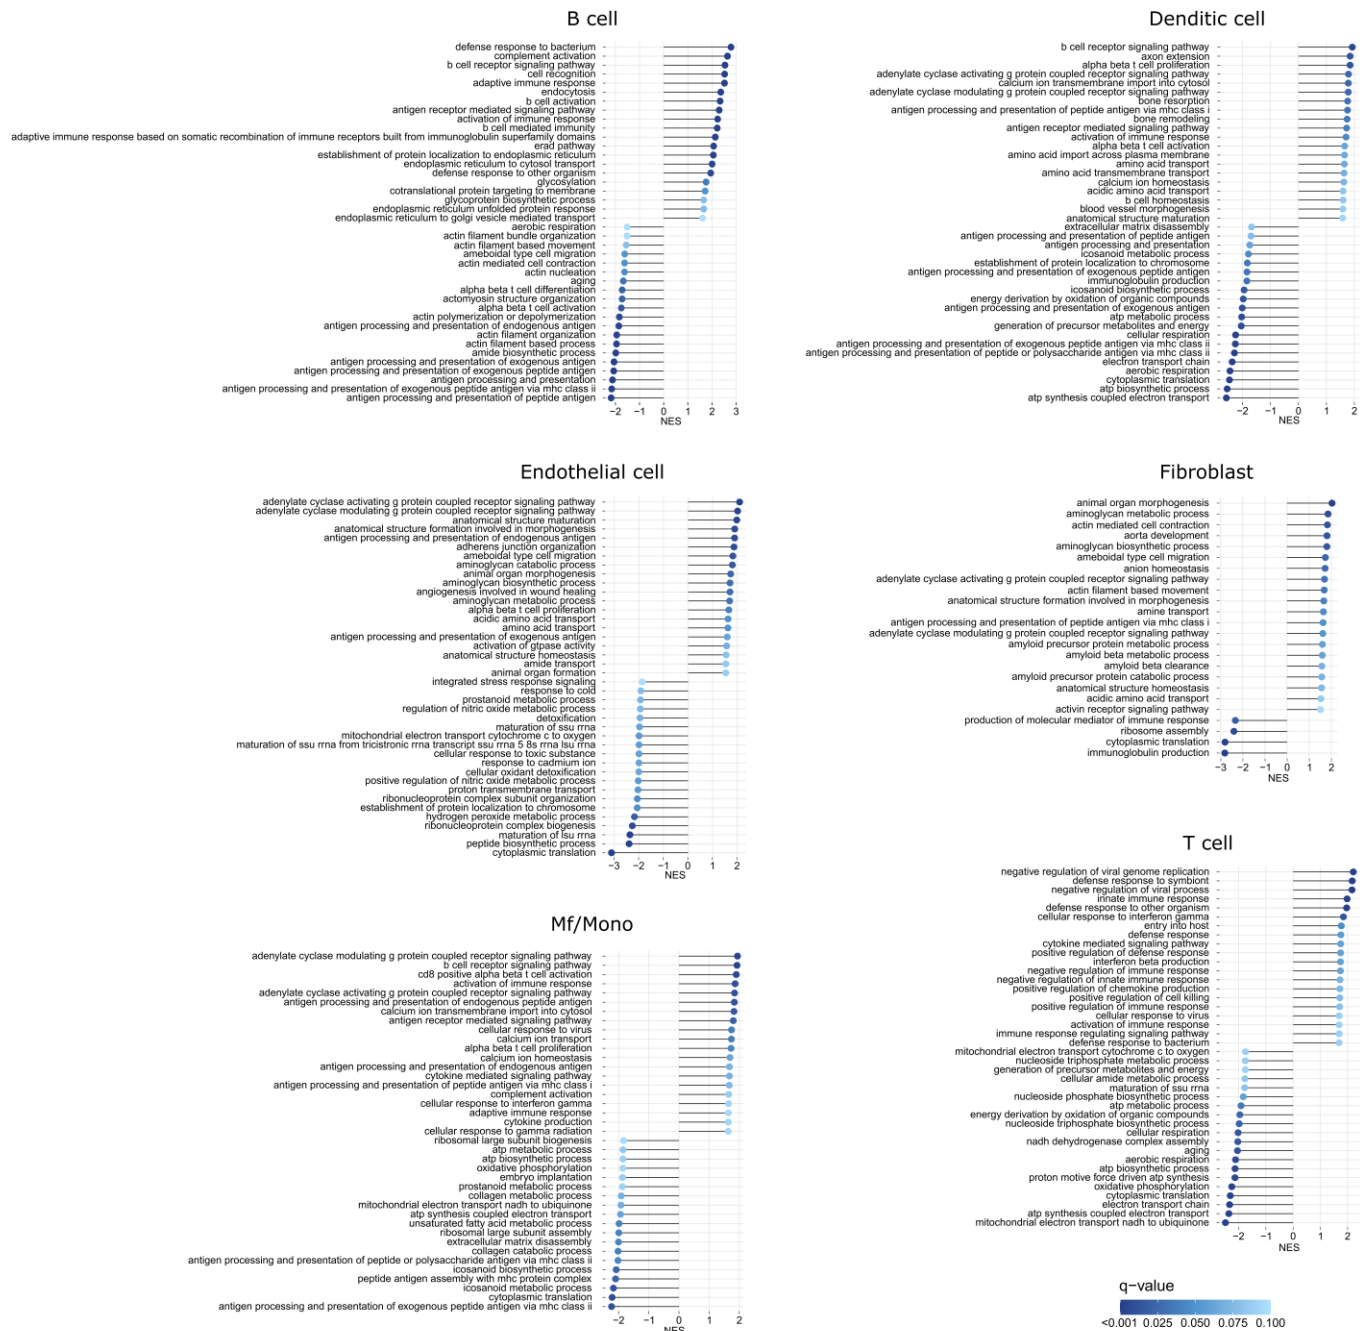 B cell
defense response to bacterium
complement activation
b cell receptor signaling pathway
cell recognition
adaptive immune response
endocytosis
b cell activation
antigen receptor mediated signaling pathway
activation of immune response
b cell mediated immunity
adaptive immune response based on somatic recombination of immune receptors built from immunoglobulin superfamily domains
erad pathway
establishment of protein localization to endoplasmic reticulum
endoplasmic reticulum to cytosol transport
defense response to other organism
glycosylation
cotranslational protein targeting to membrane
glycoprotein biosynthetic process
endoplasmic reticulum unfolded protein response
endoplasmic reticulum to golgi vesicle mediated transport
aerobic respiration
actin filament bundle organization
actin filament based movement
ameboidal type cell migration
actin mediated cell contraction
actin nucleation
aging
alpha beta t cell differentiation
actomyosin structure organization
alpha beta t cell activation
actin polymerization or depolymerization
antigen processing and presentation of endogenous antigen
actin filament organization
actin filament based process
amide biosynthetic process
antigen processing and presentation of exogenous antigen
antigen processing and presentation of exogenous peptide antigen
antigen processing and presentation
antigen processing and presentation of exogenous peptide antigen via mhc class ii
antigen processing and presentation of peptide antigen
−2 −1 0 1 2 3
NES
Denditic cell
b cell receptor signaling pathway
axon extension
alpha beta t cell proliferation
adenylate cyclase activating g protein coupled receptor signaling pathway
calcium ion transmembrane import into cytosol
adenylate cyclase modulating g protein coupled receptor signaling pathway
bone resorption
antigen processing and presentation of peptide antigen via mhc class i
bone remodeling
antigen receptor mediated signaling pathway
activation of immune response
alpha beta t cell activation
amino acid import across plasma membrane
amino acid transport
amino acid transmembrane transport
calcium ion homeostasis
acidic amino acid transport
b cell homeostasis
blood vessel morphogenesis
anatomical structure maturation
extracellular matrix disassembly
antigen processing and presentation of peptide antigen
antigen processing and presentation
icosanoid metabolic process
establishment of protein localization to chromosome
antigen processing and presentation of exogenous peptide antigen
immunoglobulin production
icosanoid biosynthetic process
energy derivation by oxidation of organic compounds
antigen processing and presentation of exogenous antigen
atp metabolic process
generation of precursor metabolites and energy
cellular respiration
antigen processing and presentation of exogenous peptide antigen via mhc class ii
antigen processing and presentation of peptide or polysaccharide antigen via mhc class ii
electron transport chain
aerobic respiration
cytoplasmic translation
atp biosynthetic process
atp synthesis coupled electron transport
−2 −1 0 1 2
NES
Endothelial cell
adenylate cyclase activating g protein coupled receptor signaling pathway
adenylate cyclase modulating g protein coupled receptor signaling pathway
anatomical structure maturation
anatomical structure formation involved in morphogenesis
antigen processing and presentation of endogenous antigen
adherens junction organization
ameboidal type cell migration
aminoglycan catabolic process
animal organ morphogenesis
aminoglycan biosynthetic process
angiogenesis involved in wound healing
aminoglycan metabolic process
alpha beta t cell proliferation
acidic amino acid transport
amino acid transport
antigen processing and presentation of exogenous antigen
activation of gtpase activity
anatomical structure homeostasis
amide transport
animal organ formation
integrated stress response signaling
response to cold
prostanoid metabolic process
regulation of nitric oxide metabolic process
detoxification
maturation of ssu rrna
mitochondrial electron transport cytochrome c to oxygen
maturation of ssu rrna from tricistronic rrna transcript ssu rrna 5 8s rrna lsu rrna
cellular response to toxic substance
response to cadmium ion
cellular oxidant detoxification
positive regulation of nitric oxide metabolic process
proton transmembrane transport
ribonucleoprotein complex subunit organization
establishment of protein localization to chromosome
hydrogen peroxide metabolic process
ribonucleoprotein complex biogenesis
maturation of lsu rrna
peptide biosynthetic process
cytoplasmic translation
−3 −2 −1 0 1 2
NES
Fibroblast
animal organ morphogenesis
aminoglycan metabolic process
actin mediated cell contraction
aorta development
aminoglycan biosynthetic process
ameboidal type cell migration
anion homeostasis
adenylate cyclase activating g protein coupled receptor signaling pathway
actin filament based movement
anatomical structure formation involved in morphogenesis
amine transport
antigen processing and presentation of peptide antigen via mhc class i
adenylate cyclase modulating g protein coupled receptor signaling pathway
amyloid precursor protein metabolic process
amyloid beta metabolic process
amyloid beta clearance
amyloid precursor protein catabolic process
anatomical structure homeostasis
acidic amino acid transport
activin receptor signaling pathway
production of molecular mediator of immune response
ribosome assembly
cytoplasmic translation
immunoglobulin production
−3 −2 −1 0 1 2
NES
Mf/Mono
adenylate cyclase modulating g protein coupled receptor signaling pathway
b cell receptor signaling pathway
cd8 positive alpha beta t cell activation
activation of immune response
adenylate cyclase activating g protein coupled receptor signaling pathway
antigen processing and presentation of endogenous peptide antigen
calcium ion transmembrane import into cytosol
antigen receptor mediated signaling pathway
cellular response to virus
calcium ion transport
alpha beta t cell proliferation
calcium ion homeostasis
antigen processing and presentation of endogenous antigen
cytokine mediated signaling pathway
antigen processing and presentation of peptide antigen via mhc class i
complement activation
cellular response to interferon gamma
adaptive immune response
cytokine production
cellular response to gamma radiation
ribosomal large subunit biogenesis
atp metabolic process
atp biosynthetic process
oxidative phosphorylation
embryo implantation
prostanoid metabolic process
collagen metabolic process
mitochondrial electron transport nadh to ubiquinone
atp synthesis coupled electron transport
unsaturated fatty acid metabolic process
ribosomal large subunit assembly
extracellular matrix disassembly
collagen catabolic process
antigen processing and presentation of peptide or polysaccharide antigen via mhc class ii
icosanoid biosynthetic process
peptide antigen assembly with mhc protein complex
icosanoid metabolic process
cytoplasmic translation
antigen processing and presentation of exogenous peptide antigen via mhc class ii
−2 −1 0 1 2
NES
T cell
negative regulation of viral genome replication
defense response to symbiont
negative regulation of viral process
innate immune response
defense response to other organism
cellular response to interferon gamma
entry into host
defense response
cytokine mediated signaling pathway
positive regulation of defense response
interferon beta production
negative regulation of immune response
negative regulation of innate immune response
positive regulation of chemokine production
positive regulation of cell killing
positive regulation of immune response
cellular response to virus
activation of immune response
immune response regulating signaling pathway
defense response to bacterium
mitochondrial electron transport cytochrome c to oxygen
nucleoside triphosphate metabolic process
generation of precursor metabolites and energy
cellular amide metabolic process
maturation of ssu rrna
nucleoside phosphate biosynthetic process
atp metabolic process
energy derivation by oxidation of organic compounds
nucleoside triphosphate biosynthetic process
cellular respiration
nadh dehydrogenase complex assembly
aging
aerobic respiration
atp biosynthetic process
proton motive force driven atp synthesis
oxidative phosphorylation
cytoplasmic translation
electron transport chain
atp synthesis coupled electron transport
mitochondrial electron transport nadh to ubiquinone
−2 −1 0 1 2
NES
q−value
<0.001 0.025 0.050 0.075 0.100